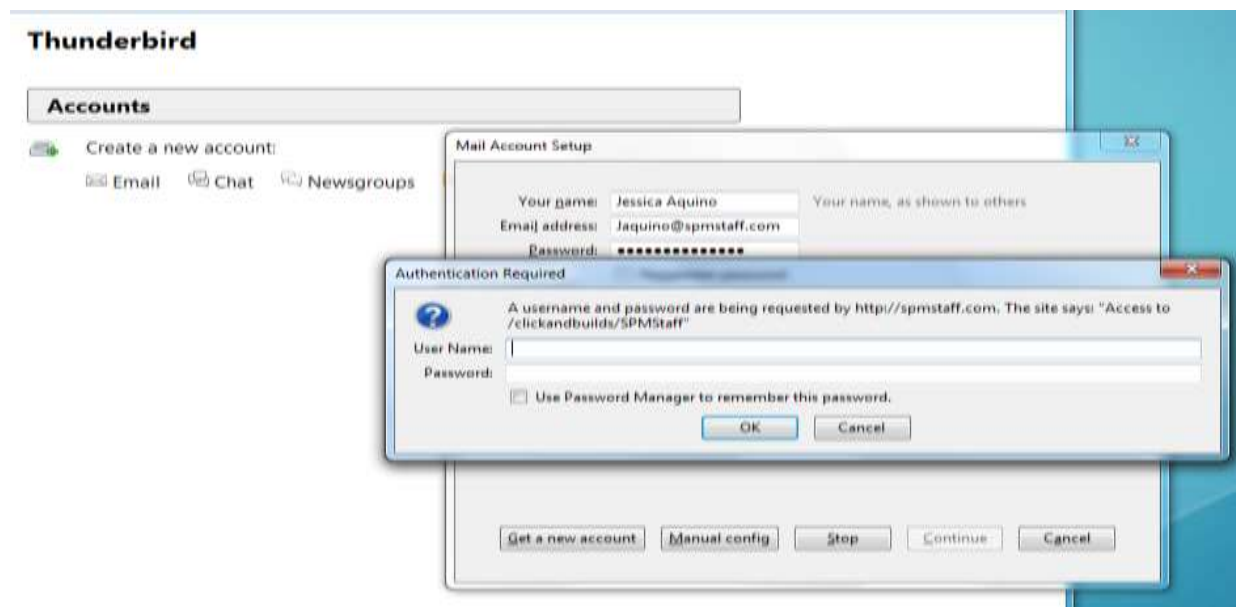 Thunderbird
Accounts
Create a new account:
Email Chat Newsgroups
Mail Account Setup
Your name: Jessica Aquino Your name, as shown to others
Email address: Jaquino@spmstaff.com
Password: ••••••••••••••
Authentication Required
A username and password are being requested by http://spmstaff.com. The site says: "Access to
/clickandbuilds/SPMStaff"
User Name:
Password:
Use Password Manager to remember this password.
OK Cancel
Get a new account Manual config Stop Continue Cancel